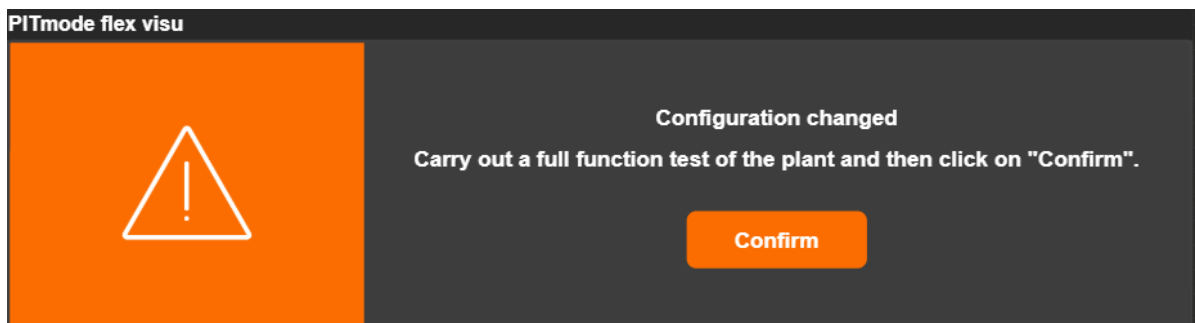 PITmode flex visu
Configuration changed
Carry out a full function test of the plant and then click on "Confirm".
Confirm